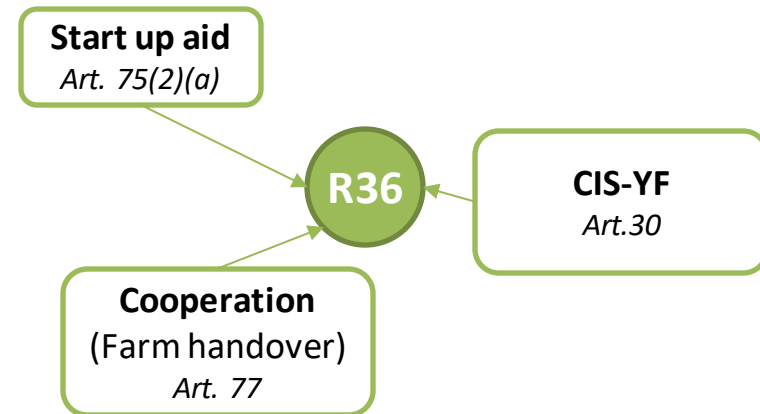 Start up aid
Art. 75(2)(a)
R36
CIS-YF
Art.30
Cooperation
(Farm handover)
Art. 77